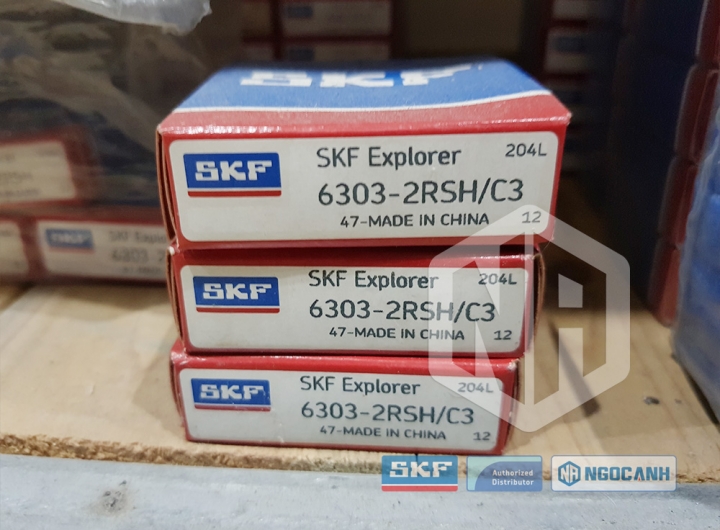 SKF
SKF
SKF Explorer
204L
6303-2RSH/C3
47-MADE IN CHINA
12
SKF
SKF Explorer
204L
6303-2RSH/C3
47-MADE IN CHINA
12
SKF
SKF Explorer
204L
6303-2RSH/C3
47-MADE IN CHINA
12
SKF
SKF
Authorized
Distributor
NGOCANH